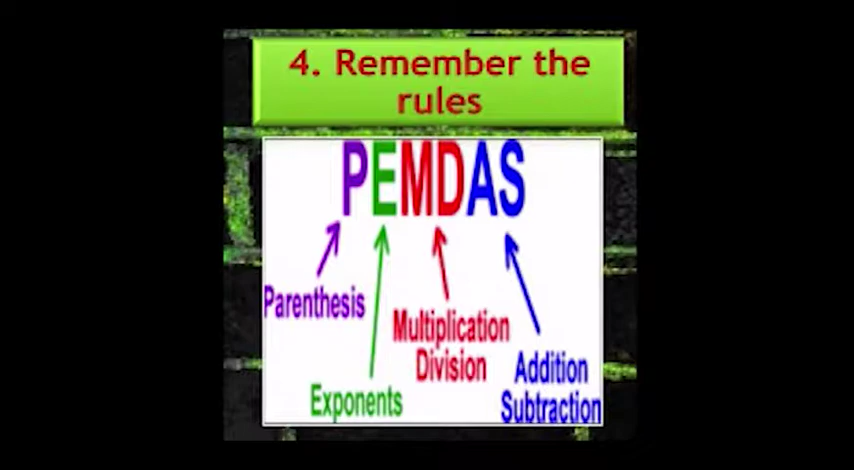 4. Remember the
rules
PEMDAS
Parenthesis
Multiplication
Division
Exponents
Addition
Subtraction